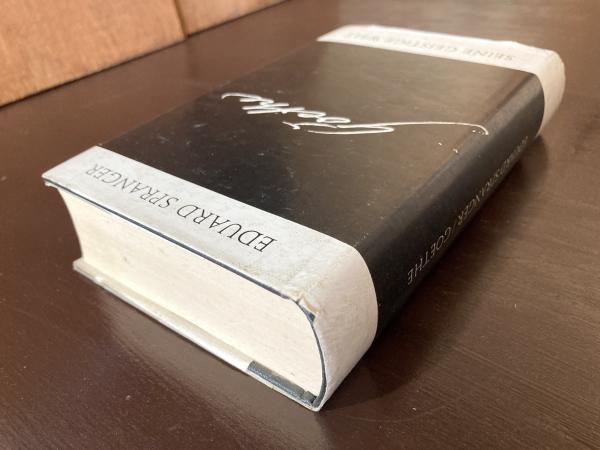 EDUARD SPRANGER
Goethe
SEINE GEISTIGE WELT
EDUARD SPRANGER / GOETHE